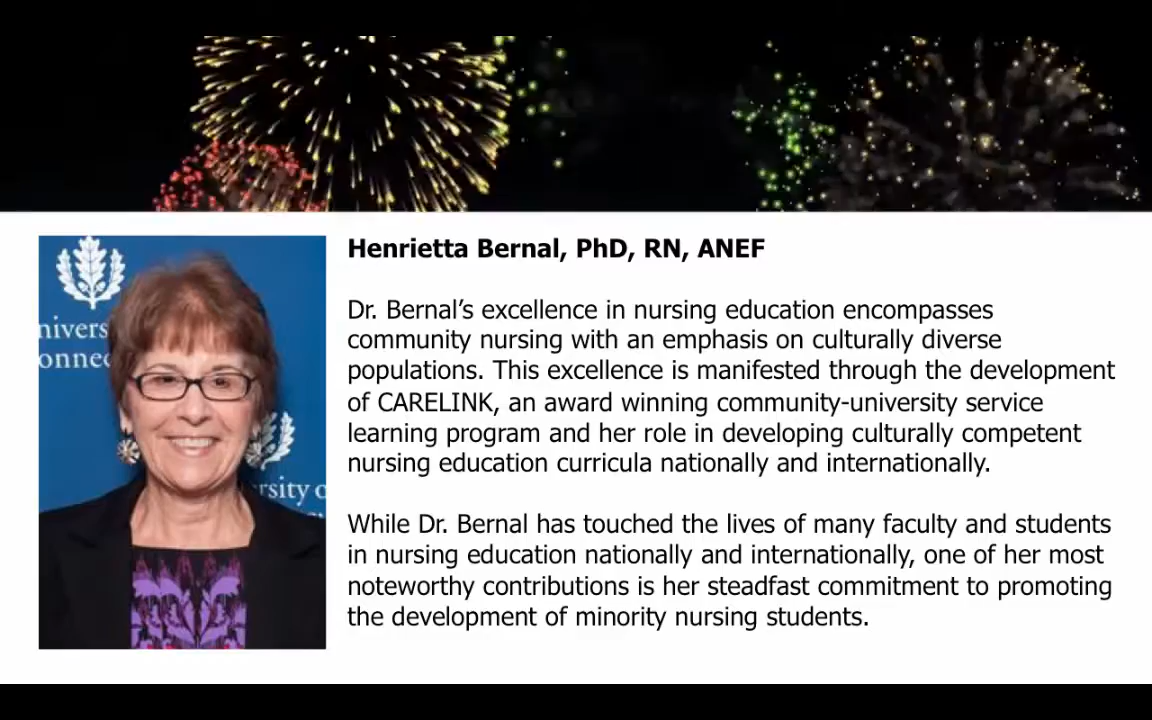 Henrietta Bernal, PhD, RN, ANEF
Dr. Bernal’s excellence in nursing education encompasses
community nursing with an emphasis on culturally diverse
populations. This excellence is manifested through the development
of CARELINK, an award winning community-university service
learning program and her role in developing culturally competent
nursing education curricula nationally and internationally.
While Dr. Bernal has touched the lives of many faculty and students
in nursing education nationally and internationally, one of her most
noteworthy contributions is her steadfast commitment to promoting
the development of minority nursing students.
nivers
onnec
rsity of